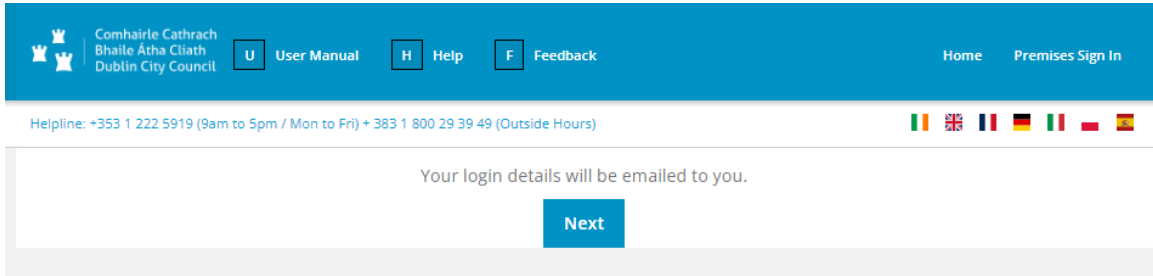 Comhairle Cathrach
Bhaile Átha Cliath
Dublin City Council
U User Manual H Help F Feedback Home Premises Sign In
Helpline: +353 1 222 5919 (9am to 5pm / Mon to Fri) + 383 1 800 29 39 49 (Outside Hours)
Your login details will be emailed to you.
Next